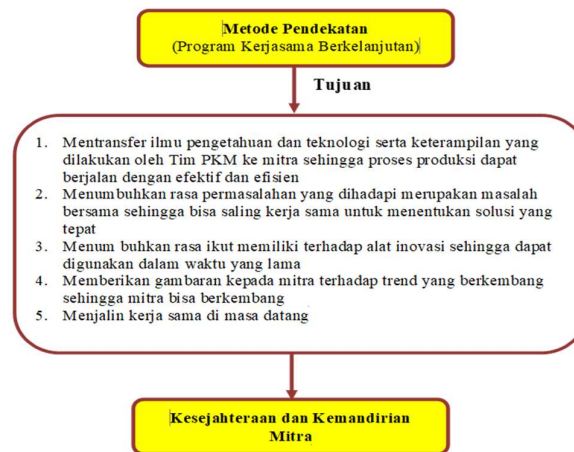 Metode Pendekatan
(Program Kerjasama Berkelanjutan)
Tujuan
1. Mentransfer ilmu pengetahuan dan teknologi serta keterampilan yang
dilakukan oleh Tim PKM ke mitra sehingga proses produksi dapat
berjalan dengan efektif dan efisien
2. Menumbuhkan rasa permasalahan yang dihadapi merupakan masalah
bersama sehingga bisa saling kerja sama untuk menentukan solusi yang
tepat
3. Menum buhkan rasa ikut memiliki terhadap alat inovasi sehingga dapat
digunakan dalam waktu yang lama
4. Memberikan gambaran kepada mitra terhadap trend yang berkembang
sehingga mitra bisa berkembang
5. Menjalin kerja sama di masa datang
Kesejahteraan dan Kemandirian
Mitra